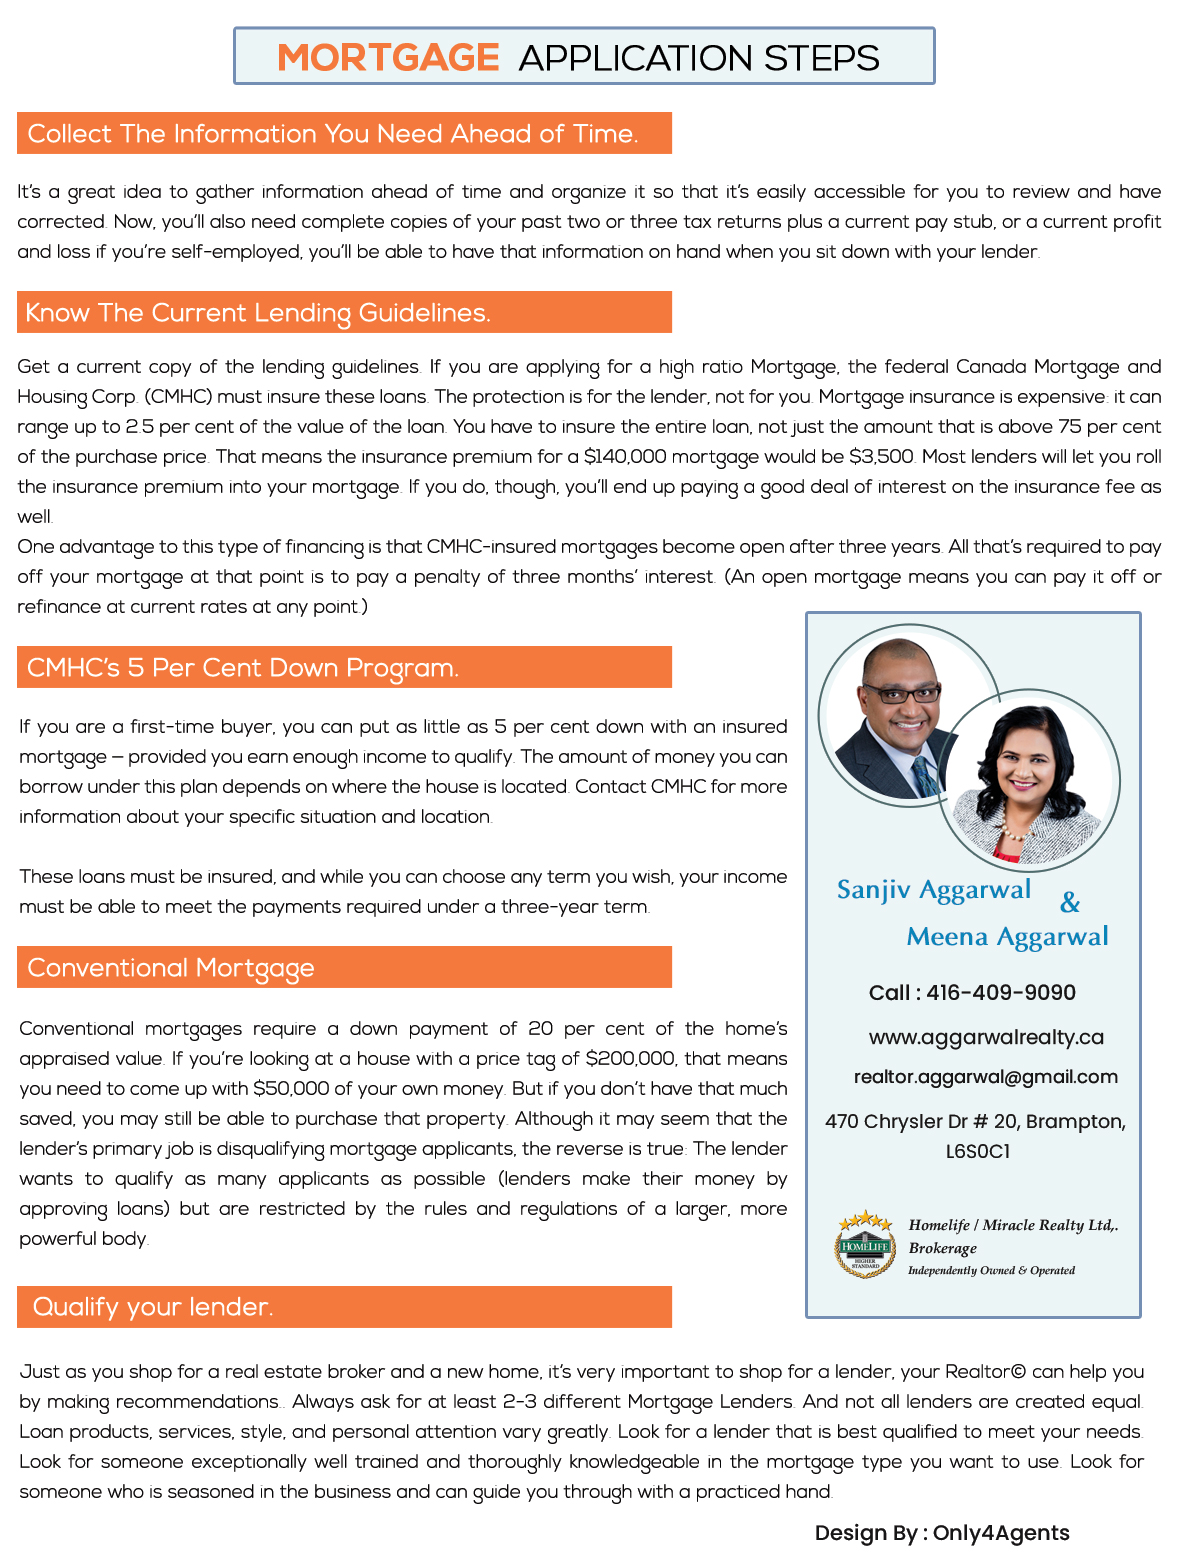 MORTGAGE APPLICATION STEPS
Collect The Information You Need Ahead of Time.
It's a great idea to gather information ahead of time and organize it so that it's easily accessible for you to review and have
corrected. Now, you'll also need complete copies of your past two or three tax returns plus a current pay stub, or a current profit
and loss if you're self-employed, you'll be able to have that information on hand when you sit down with your lender.
Know The Current Lending Guidelines.
Get a current copy of the lending guidelines. If you are applying for a high ratio Mortgage, the federal Canada Mortgage and
Housing Corp. (CMHC) must insure these loans. The protection is for the lender, not for you. Mortgage insurance is expensive: it can
range up to 2.5 per cent of the value of the loan. You have to insure the entire loan, not just the amount that is above 75 per cent
of the purchase price. That means the insurance premium for a $140,000 mortgage would be $3,500. Most lenders will let you roll
the insurance premium into your mortgage. If you do, though, you'll end up paying a good deal of interest on the insurance fee as
well.
One advantage to this type of financing is that CMHC-insured mortgages become open after three years. All that's required to pay
off your mortgage at that point is to pay a penalty of three months' interest. (An open mortgage means you can pay it off or
refinance at current rates at any point.)
CMHC's 5 Per Cent Down Program.
If you are a first-time buyer, you can put as little as 5 per cent down with an insured
mortgage – provided you earn enough income to qualify. The amount of money you can
borrow under this plan depends on where the house is located. Contact CMHC for more
information about your specific situation and location.
These loans must be insured, and while you can choose any term you wish, your income
must be able to meet the payments required under a three-year term.
Conventional Mortgage
Conventional mortgages require a down payment of 20 per cent of the home's
appraised value. If you're looking at a house with a price tag of $200,000, that means
you need to come up with $50,000 of your own money. But if you don't have that much
saved, you may still be able to purchase that property. Although it may seem that the
lender's primary job is disqualifying mortgage applicants, the reverse is true: The lender
wants to qualify as many applicants as possible (lenders make their money by
approving loans) but are restricted by the rules and regulations of a larger, more
powerful body.
Sanjiv Aggarwal &
Meena Aggarwal
Call : 416-409-9090
www.aggarwalrealty.ca
realtor.aggarwal@gmail.com
470 Chrysler Dr # 20, Brampton,
L6S0C1
HOMELIFE
HIGHER
STANDARD
Homelife / Miracle Realty Ltd,.
Brokerage
Independently Owned & Operated
Qualify your lender.
Just as you shop for a real estate broker and a new home, it's very important to shop for a lender, your Realtor© can help you
by making recommendations.. Always ask for at least 2-3 different Mortgage Lenders. And not all lenders are created equal.
Loan products, services, style, and personal attention vary greatly. Look for a lender that is best qualified to meet your needs.
Look for someone exceptionally well trained and thoroughly knowledgeable in the mortgage type you want to use. Look for
someone who is seasoned in the business and can guide you through with a practiced hand.
Design By : Only4Agents